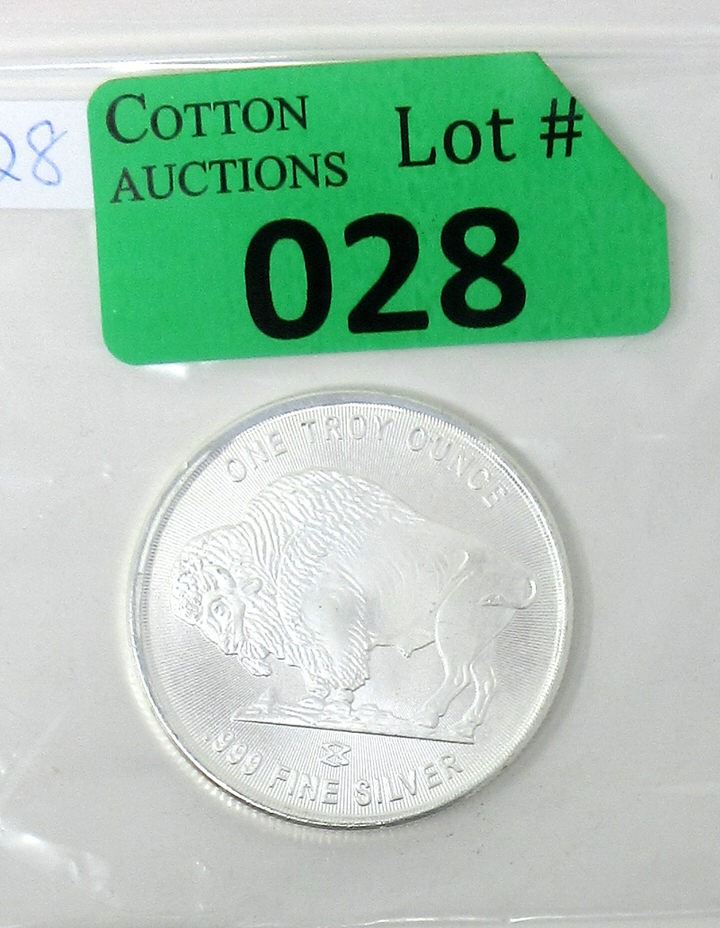 COTTON
AUCTIONS
Lot #
028
28
ONE TROY OUNCE
.999 FINE SILVER